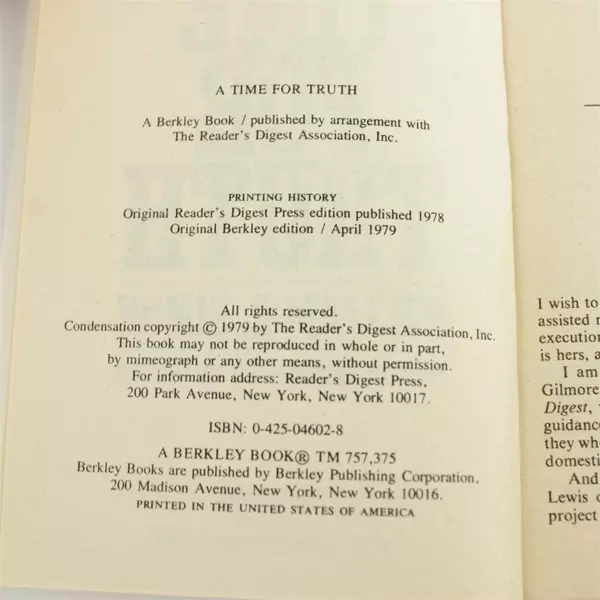 A TIME FOR TRUTH
A Berkley Book / published by arrangement with
The Reader's Digest Association, Inc.
PRINTING HISTORY
Original Reader's Digest Press edition published 1978
Original Berkley edition / April 1979
All rights reserved.
Condensation copyright © 1979 by The Reader's Digest Association, Inc.
This book may not be reproduced in whole or in part,
by mimeograph or any other means, without permission.
For information address: Reader's Digest Press,
200 Park Avenue, New York, New York 10017.
ISBN: 0-425-04602-8
A BERKLEY BOOK® TM 757,375
Berkley Books are published by Berkley Publishing Corporation,
200 Madison Avenue, New York, New York 10016.
PRINTED IN THE UNITED STATES OF AMERICA
I wish to
assisted
execution
is hers, a
I am
Gilmore
Digest,
guidance
they
domesti
And
Lewis
project